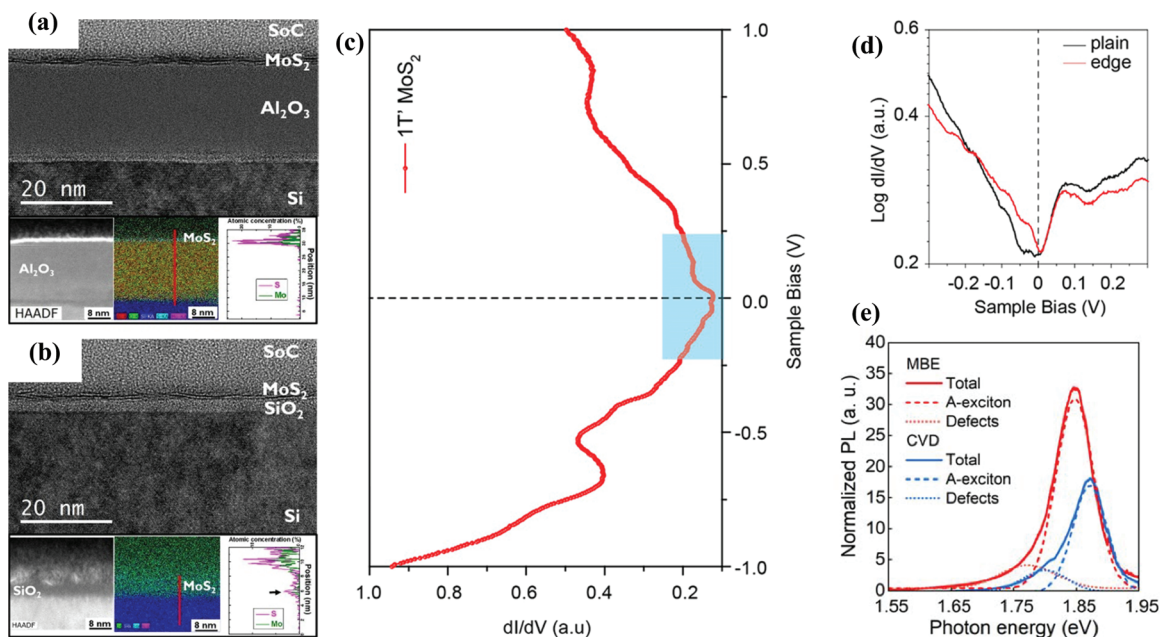 (a)
SoC
MoS₂
Al₂O₃
20 nm
Si
Al₂O₃
HAADF
8 nm
MoS₂
8 nm
Atomic concentration (%)
S
Mo
Position (nm)
(b)
SoC
MoS₂
SiO₂
20 nm
Si
SiO₂
HAADF
8 nm
MoS₂
8 nm
S
Mo
Position (nm)
(c)
1T' MoS₂
1.0
0.5
0.0
-0.5
-1.0
Sample Bias (V)
1.0
0.8
0.6
0.4
0.2
dI/dV (a.u)
(d)
0.6
0.4
0.2
Log dI/dV (a.u.)
plain
edge
-0.2
-0.1
0
0.1
0.2
Sample Bias (V)
(e)
40
35
30
25
20
15
10
5
0
Normalized PL (a. u.)
MBE
Total
A-exciton
Defects
CVD
Total
A-exciton
Defects
1.55
1.65
1.75
1.85
1.95
Photon energy (eV)